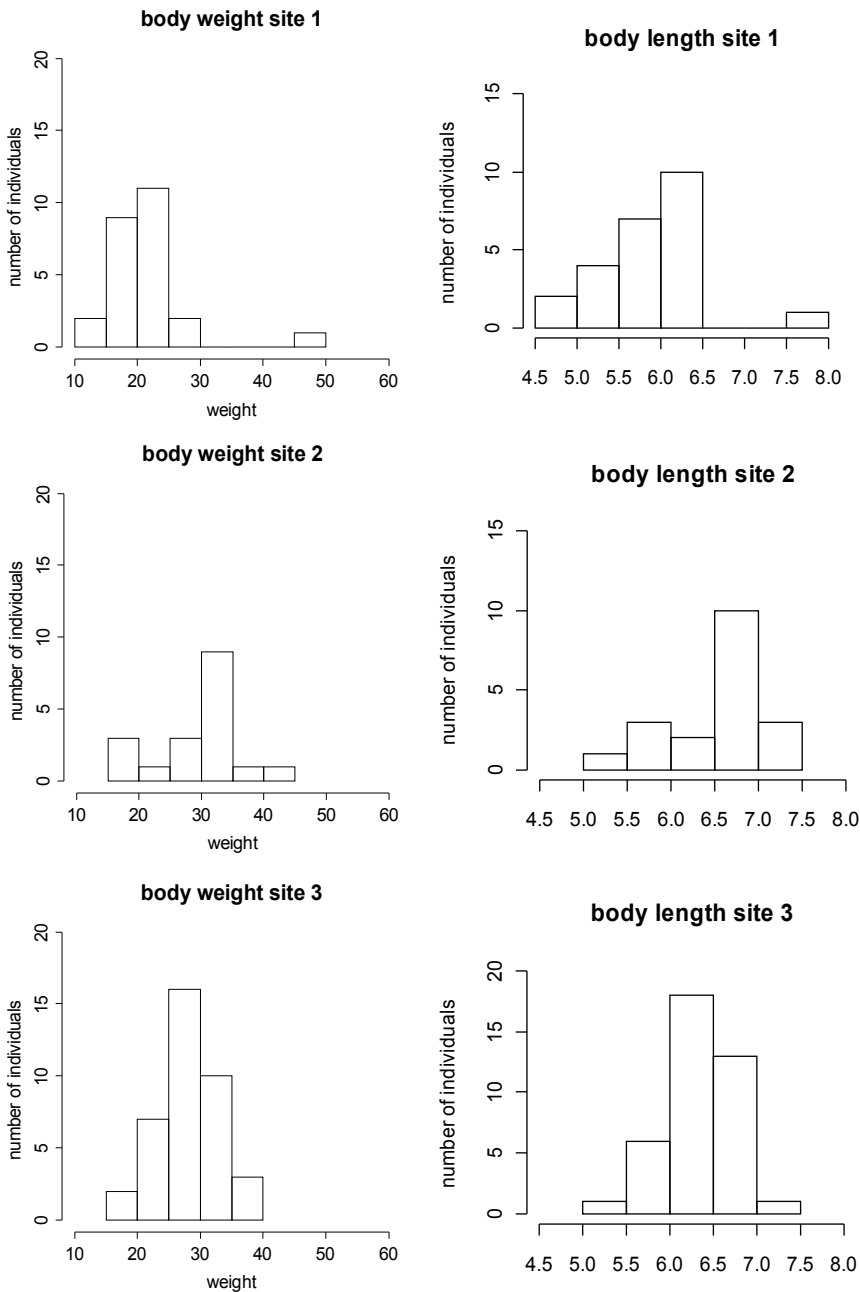 body weight site 1
number of individuals
0 5 10 15 20
10 20 30 40 50 60
weight
body length site 1
number of individuals
0 5 10 15
4.5 5.0 5.5 6.0 6.5 7.0 7.5 8.0
body weight site 2
number of individuals
0 5 10 15 20
10 20 30 40 50 60
weight
body length site 2
number of individuals
0 5 10 15
4.5 5.0 5.5 6.0 6.5 7.0 7.5 8.0
body weight site 3
number of individuals
0 5 10 15 20
10 20 30 40 50 60
weight
body length site 3
number of individuals
0 5 10 15 20
4.5 5.0 5.5 6.0 6.5 7.0 7.5 8.0